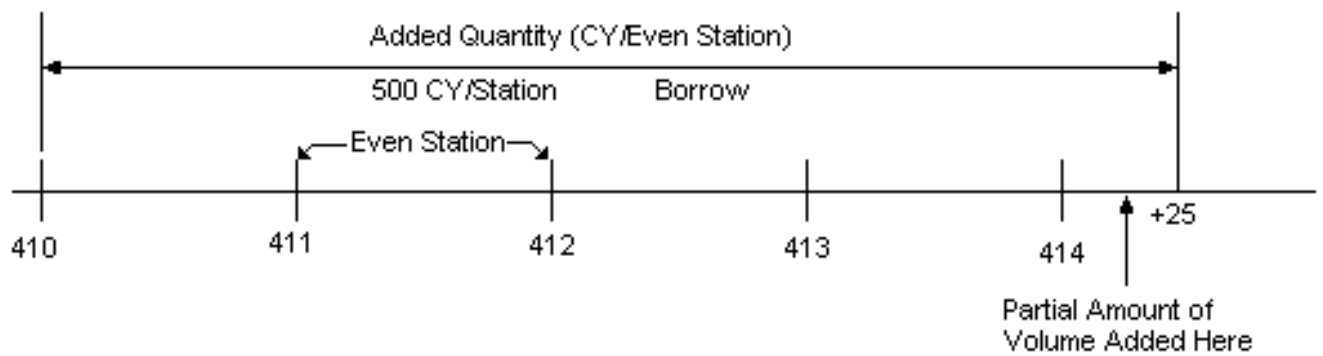 Added Quantity (CY/Even Station)
500 CY/Station Borrow
Even Station
410 411 412 413 414 +25
Partial Amount of
Volume Added Here